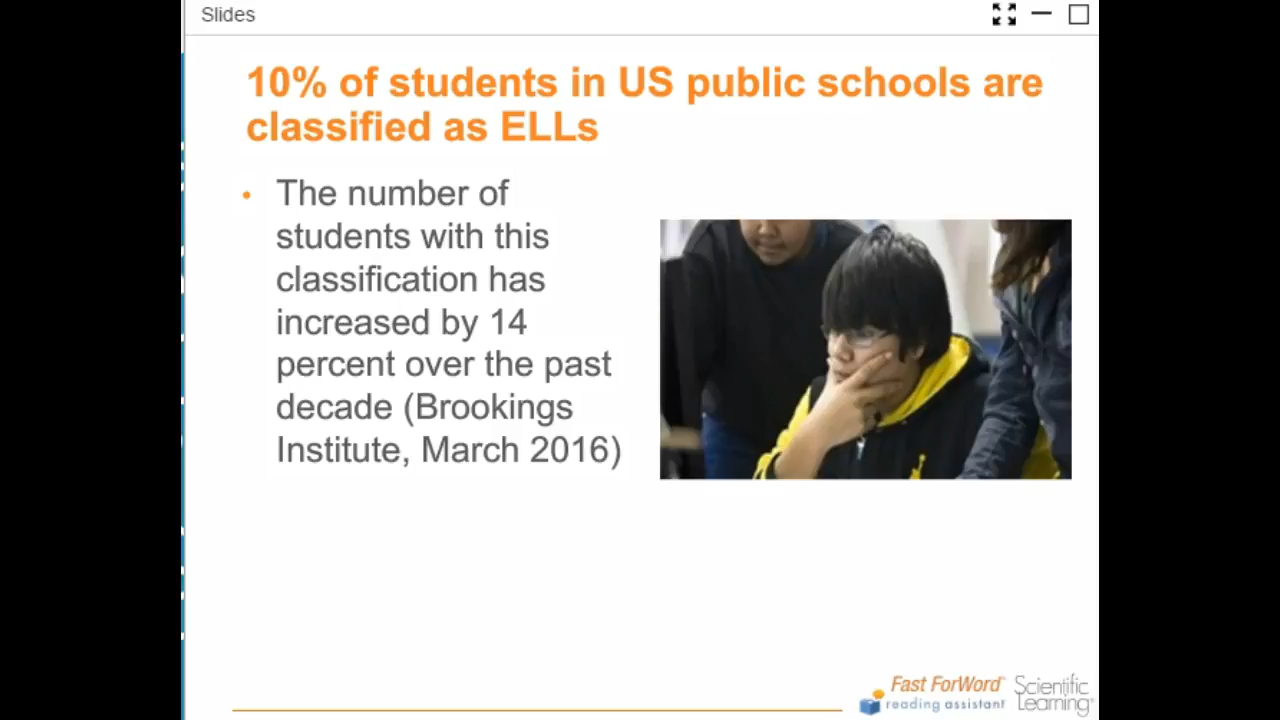 Slides
10% of students in US public schools are
classified as ELLs
• The number of
students with this
classification has
increased by 14
percent over the past
decade (Brookings
Institute, March 2016)
Fast ForWord
reading assistant
Scientific
Learning